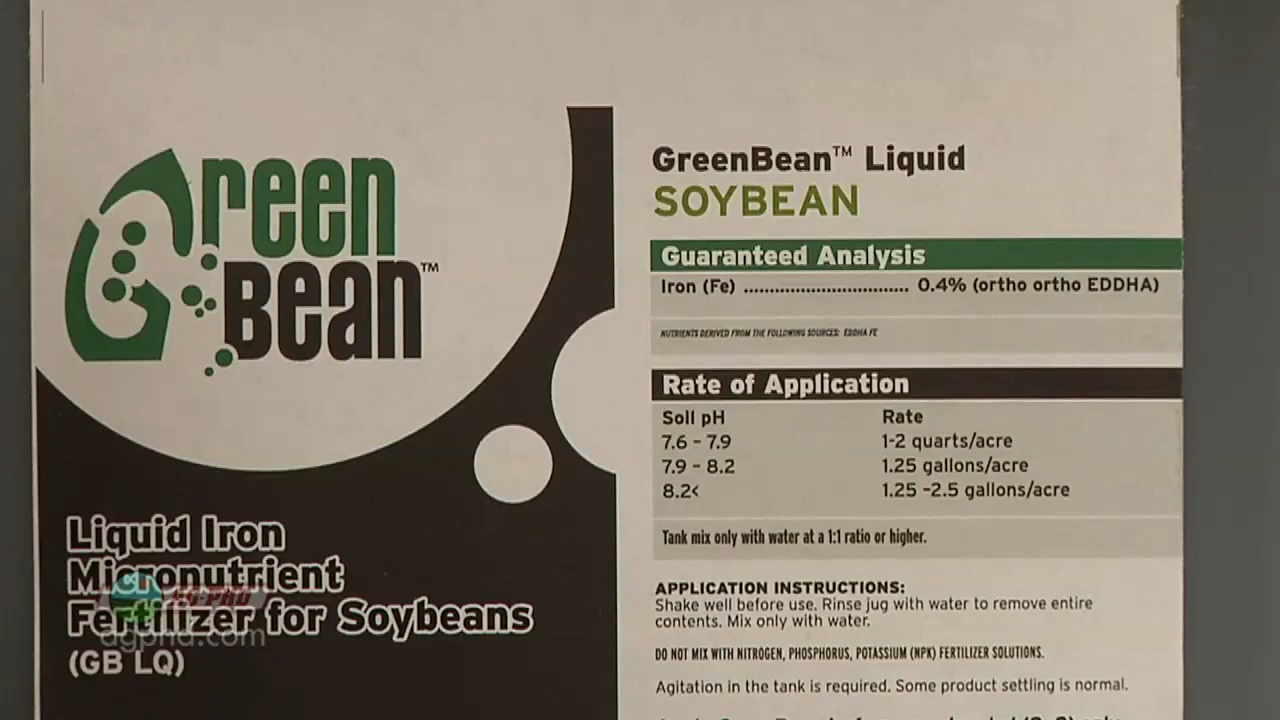 Green
Bean™
Liquid Iron
Micronutrient
Fertilizer for Soybeans
(GB LQ)
AG PhD
agphd.com
GreenBean™ Liquid
SOYBEAN
Guaranteed Analysis
Iron (Fe) ................................ 0.4% (ortho ortho EDDHA)
NUTRIENTS DERIVED FROM THE FOLLOWING SOURCES: EDDHA FE
Rate of Application
Soll pH Rate
7.6 - 7.9 1-2 quarts/acre
7.9 - 8.2 1.25 gallons/acre
8.2< 1.25 -2.5 gallons/acre
Tank mix only with water at a 1:1 ratio or higher.
APPLICATION INSTRUCTIONS:
Shake well before use. Rinse jug with water to remove entire
contents. Mix only with water.
DO NOT MIX WITH NITROGEN, PHOSPHORUS, POTASSIUM (NPK) FERTILIZER SOLUTIONS.
Agitation in the tank is required. Some product settling is normal.